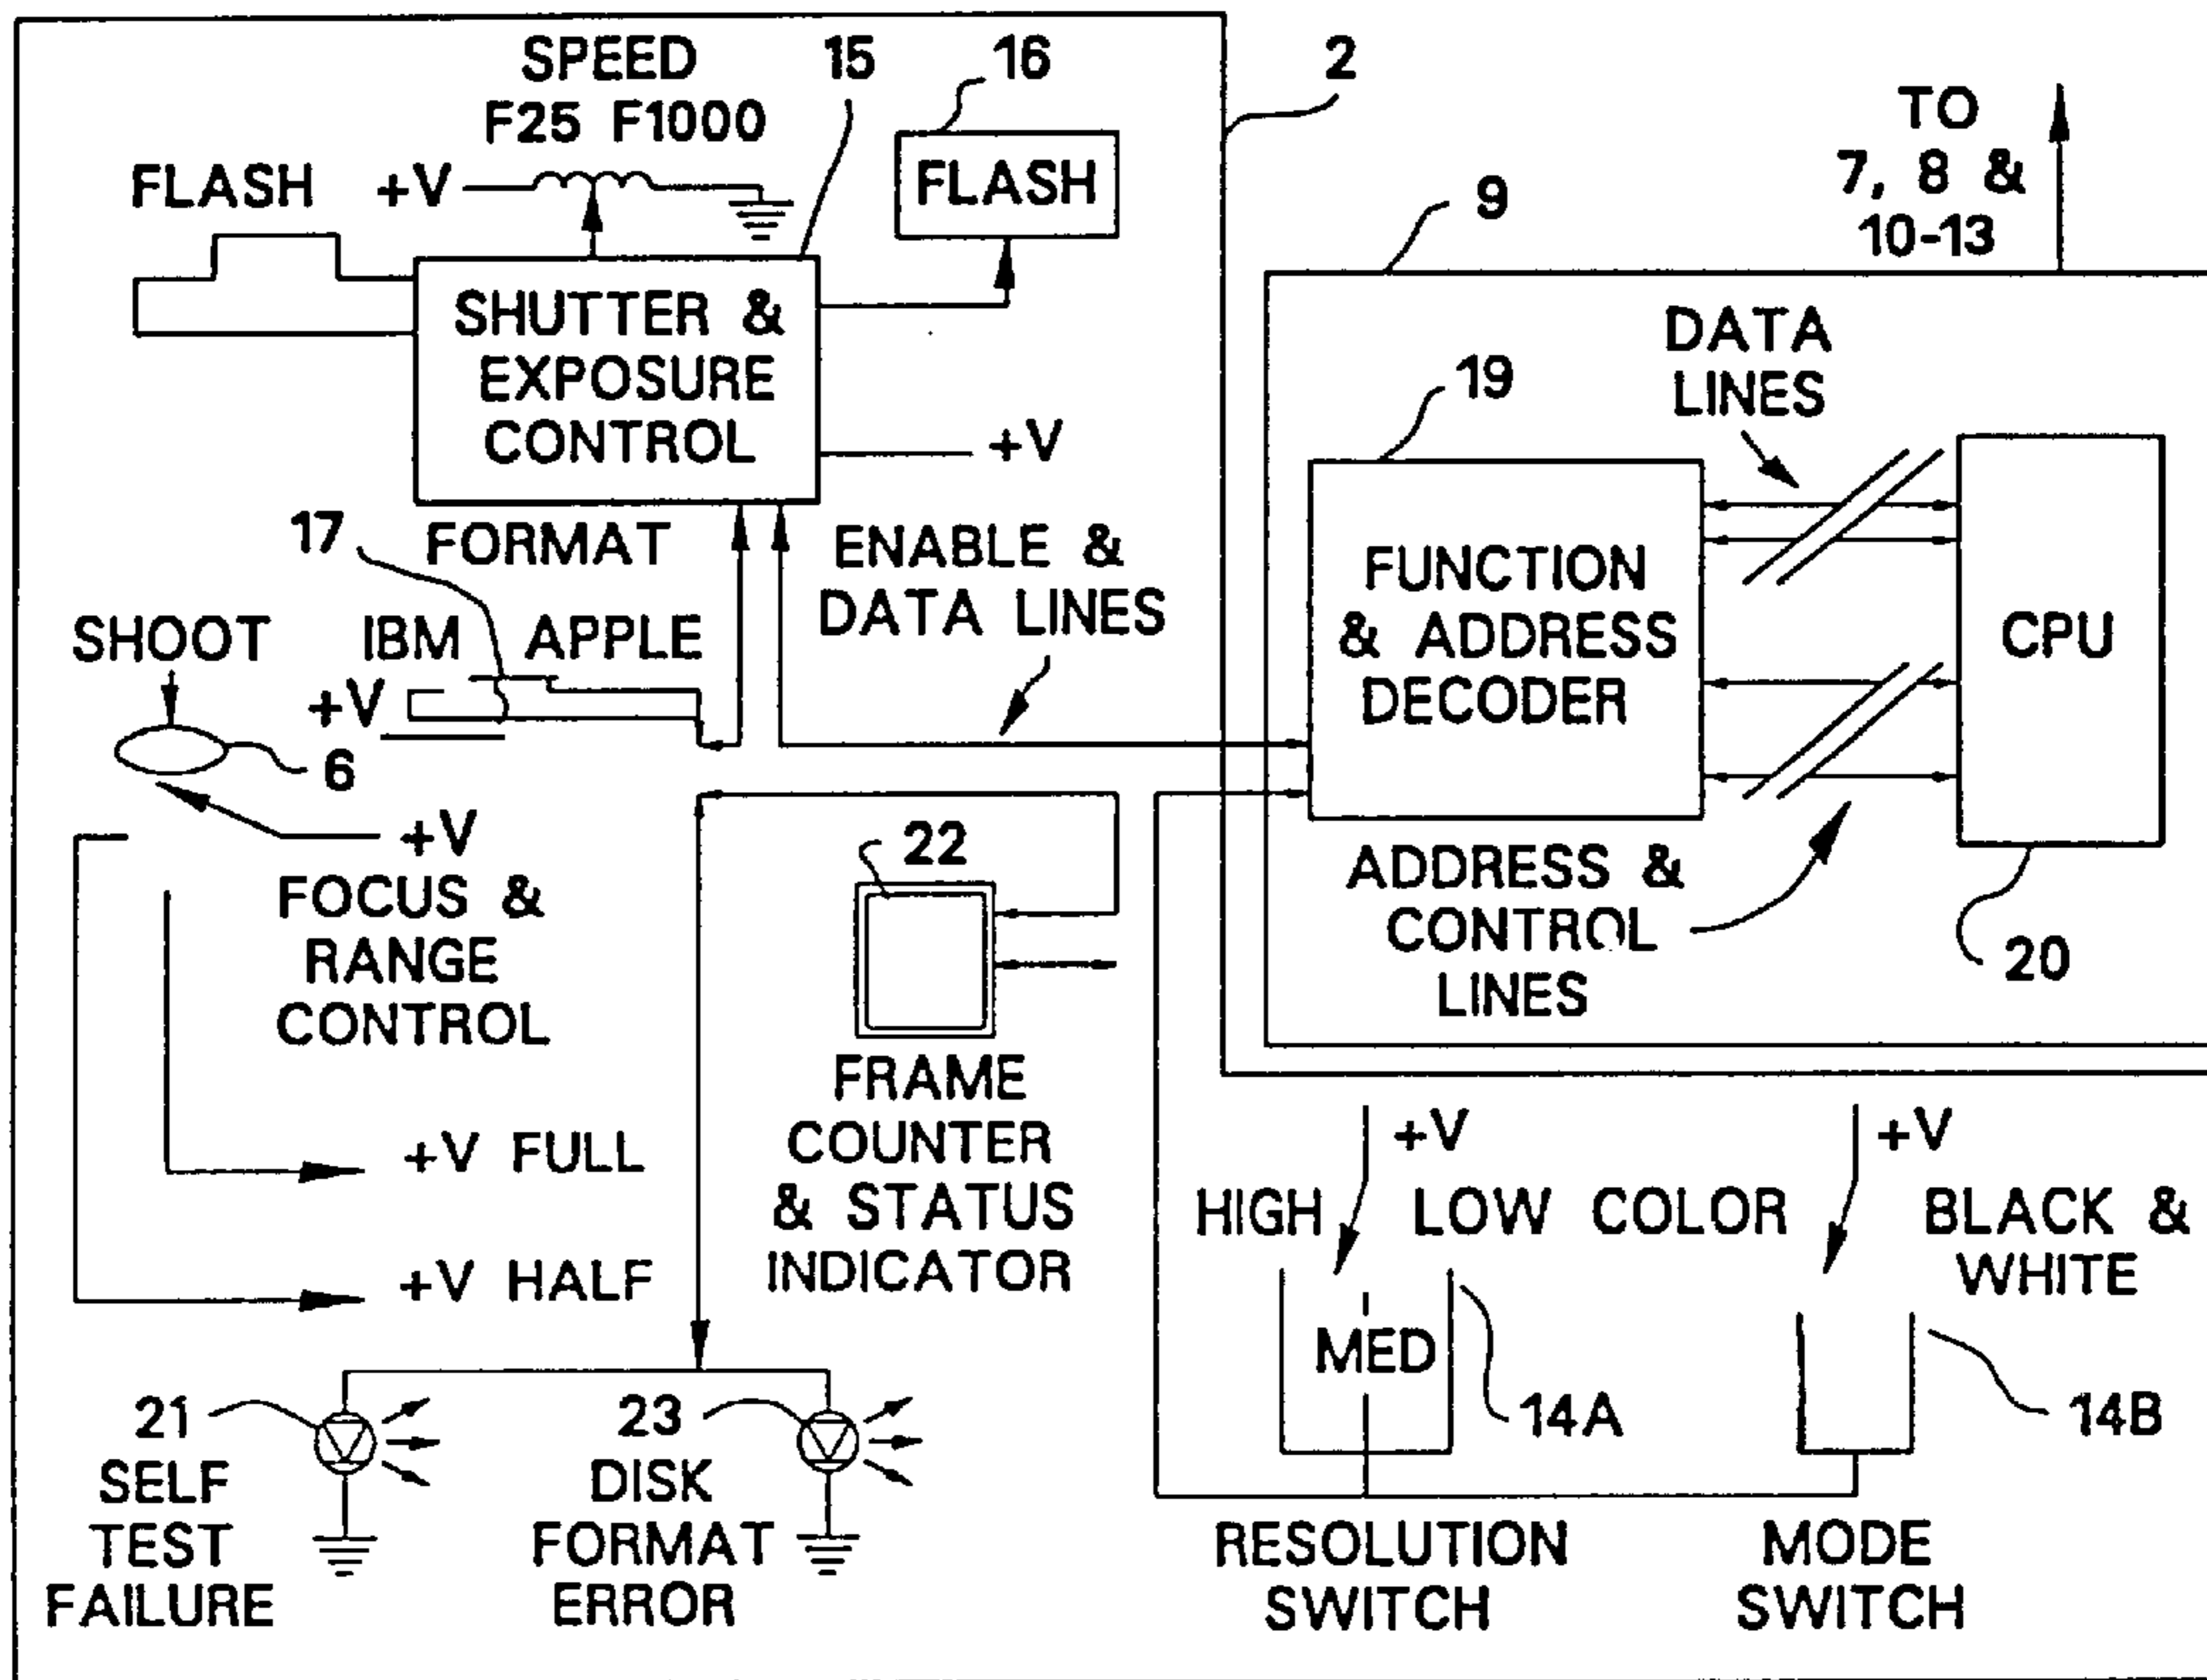 SPEED
F25 F1000
15
16
2
FLASH
+V
FLASH
SHUTTER &
EXPOSURE
CONTROL
+V
17
FORMAT
IBM APPLE
ENABLE &
DATA LINES
SHOOT
+V
6
+V
FOCUS &
RANGE
CONTROL
+V FULL
+V HALF
22
FRAME
COUNTER
& STATUS
INDICATOR
21
SELF
TEST
FAILURE
23
DISK
FORMAT
ERROR
TO
7, 8 &
10-13
9
DATA
LINES
19
FUNCTION
& ADDRESS
DECODER
CPU
ADDRESS &
CONTROL
LINES
20
+V
HIGH
LOW
MED
14A
RESOLUTION
SWITCH
+V
COLOR
BLACK &
WHITE
14B
MODE
SWITCH